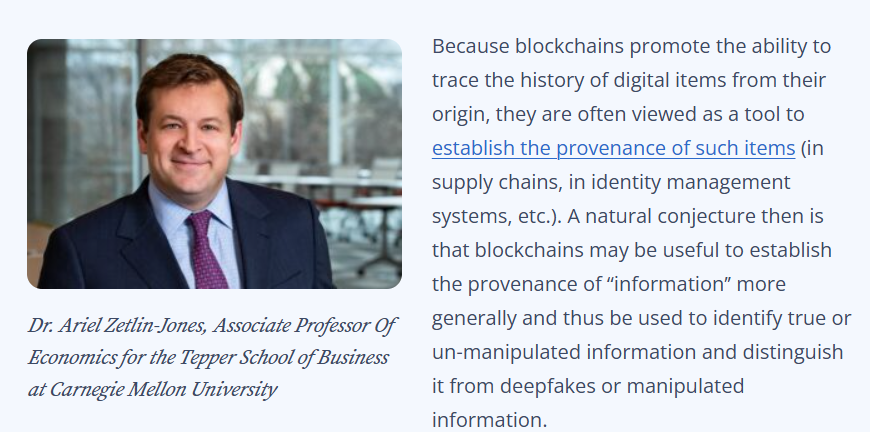 Because blockchains promote the ability to
trace the history of digital items from their
origin, they are often viewed as a tool to
establish the provenance of such items (in
supply chains, in identity management
systems, etc.). A natural conjecture then is
that blockchains may be useful to establish
the provenance of “information” more
generally and thus be used to identify true or
un-manipulated information and distinguish
it from deepfakes or manipulated
information.
Dr. Ariel Zetlin-Jones, Associate Professor Of
Economics for the Tepper School of Business
at Carnegie Mellon University